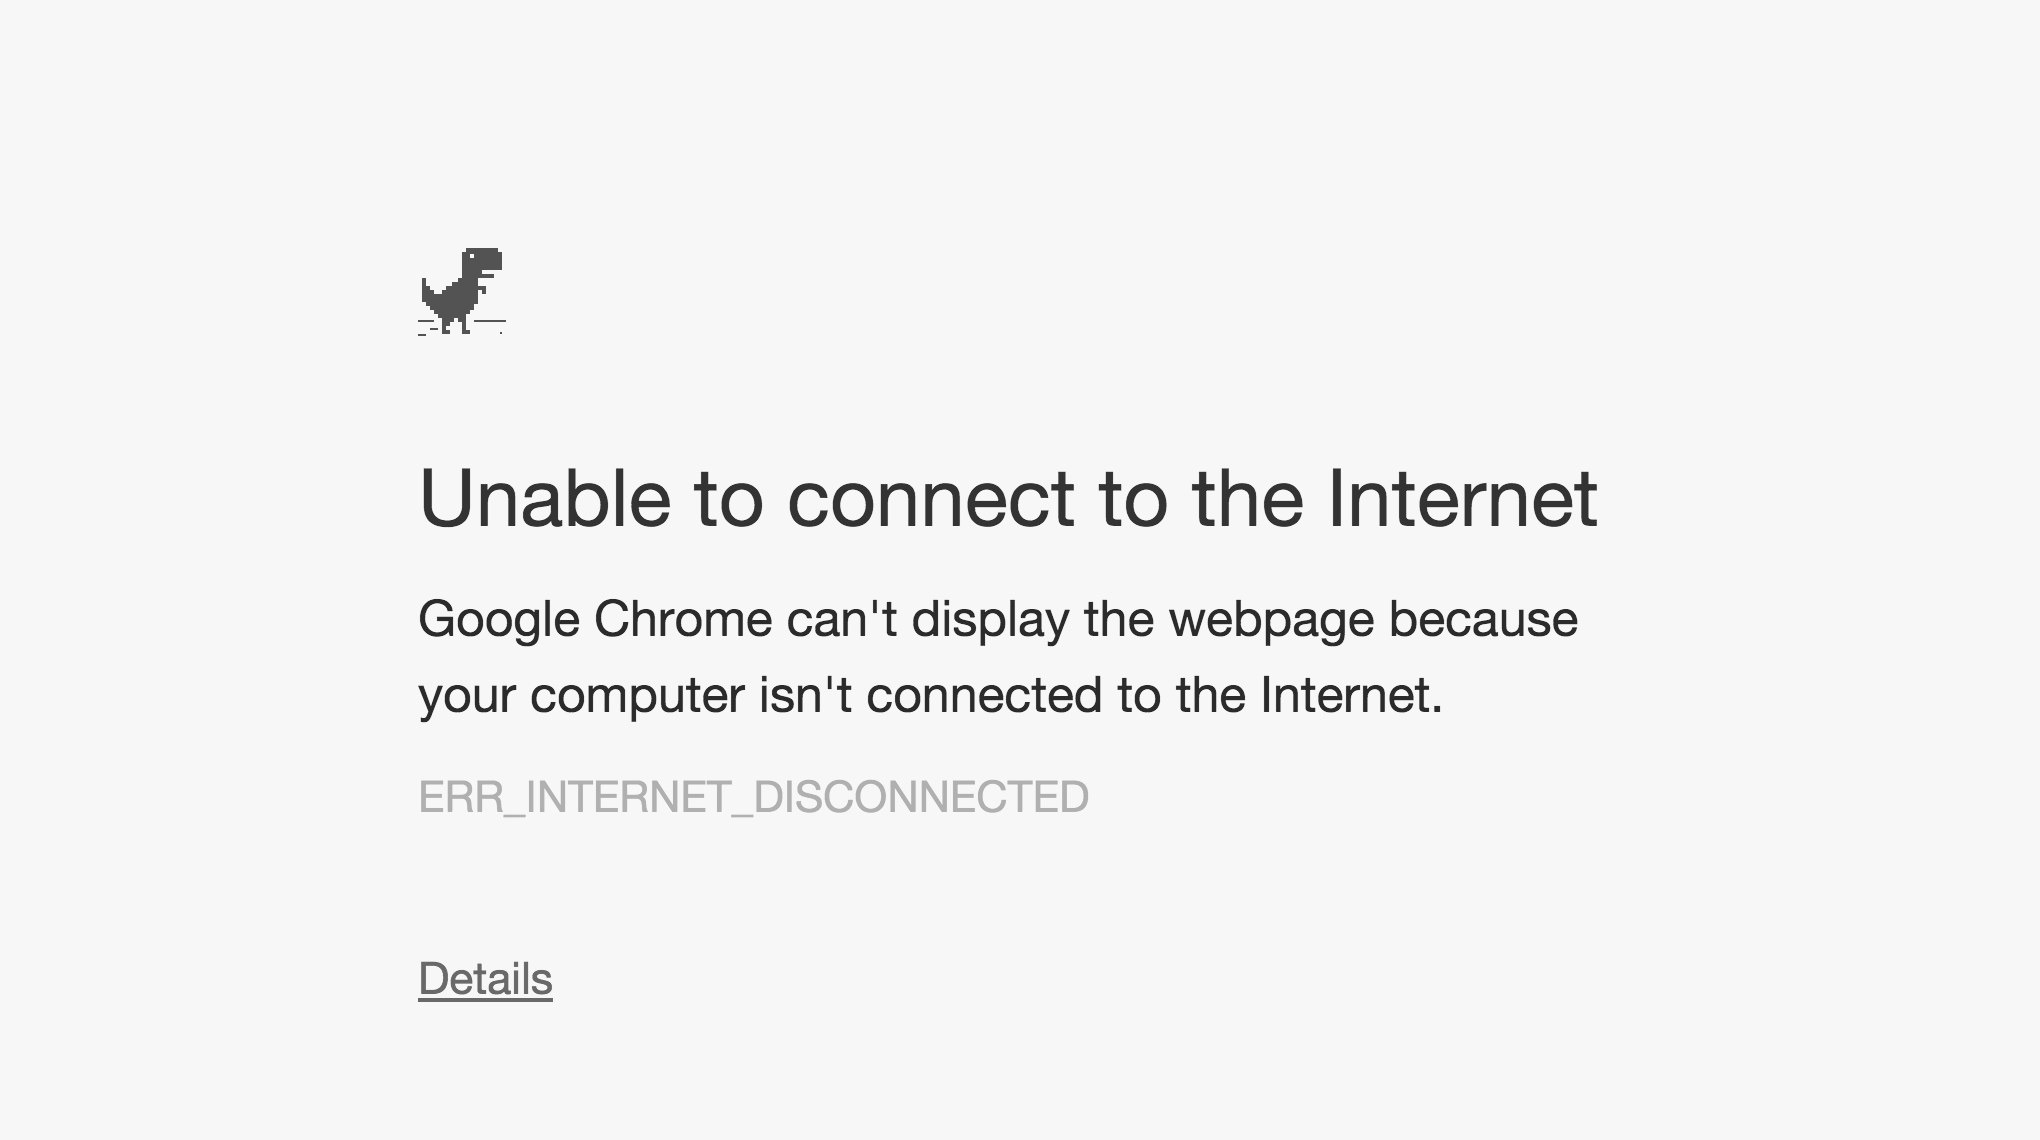 Unable to connect to the Internet
Google Chrome can't display the webpage because
your computer isn't connected to the Internet.
ERR_INTERNET_DISCONNECTED
Details